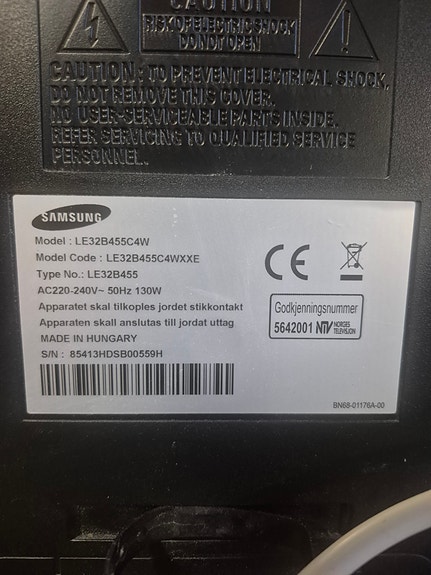 CAUTION
RISK OF ELECTRIC SHOCK
DO NOT OPEN
CAUTION: TO PREVENT ELECTRICAL SHOCK,
DO NOT REMOVE THIS COVER.
NO USER-SERVICEABLE PARTS INSIDE.
REFER SERVICING TO QUALIFIED SERVICE
PERSONNEL.
SAMSUNG
Model : LE32B455C4W
Model Code : LE32B455C4WXXE
Type No.: LE32B455
AC220-240V~ 50Hz 130W
Apparatet skal tilkoples jordet stikkontakt
Apparaten skall anslutas till jordat uttag
MADE IN HUNGARY
S/N : 85413HDSB00559H
CE
Godkjenningsnummer
5642001 NTV NORGES TELEVISJON
BN68-01176A-00